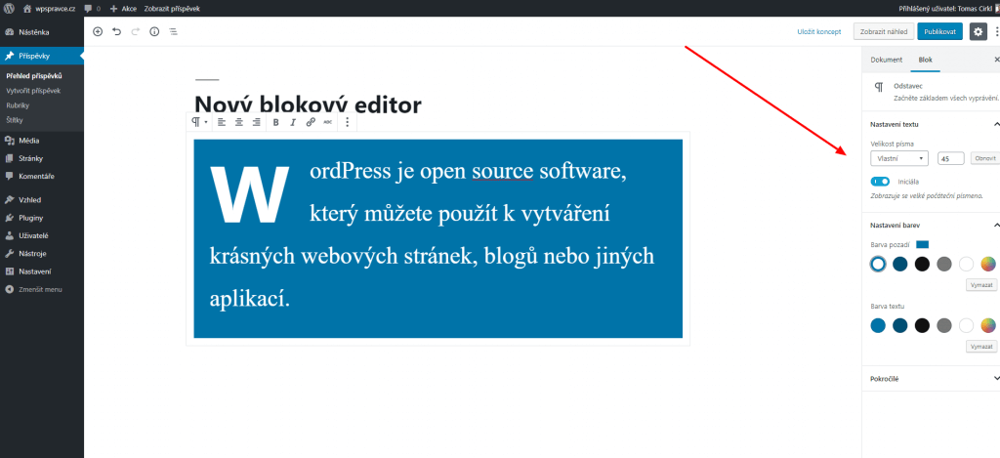 wpspravce.cz 0 Akce Zobrazit příspěvek Přihlášený uživatel: Tomas Cirkl
Nástěnka
Příspěvky
Přehled příspěvků
Vytvořit příspěvek
Rubriky
Štítky
Média
Stránky
Komentáře
Vzhled
Pluginy
Uživatelé
Nástroje
Nastavení
Zmenšit menu
Uložit koncept Zobrazit náhled Publikovat
Nový blokový editor
B I ABC
WordPress je open source software,
který můžete použít k vytváření
krásných webových stránek, blogů nebo jiných
aplikací.
Dokument Blok
Odstavec
Začněte základem všech vyprávění.
Nastavení textu
Velikost písma
Vlastní 45 Obnovit
Iniciála
Zobrazuje se velké počáteční písmeno.
Nastavení barev
Barva pozadí
Vymazat
Barva textu
Vymazat
Pokročilé